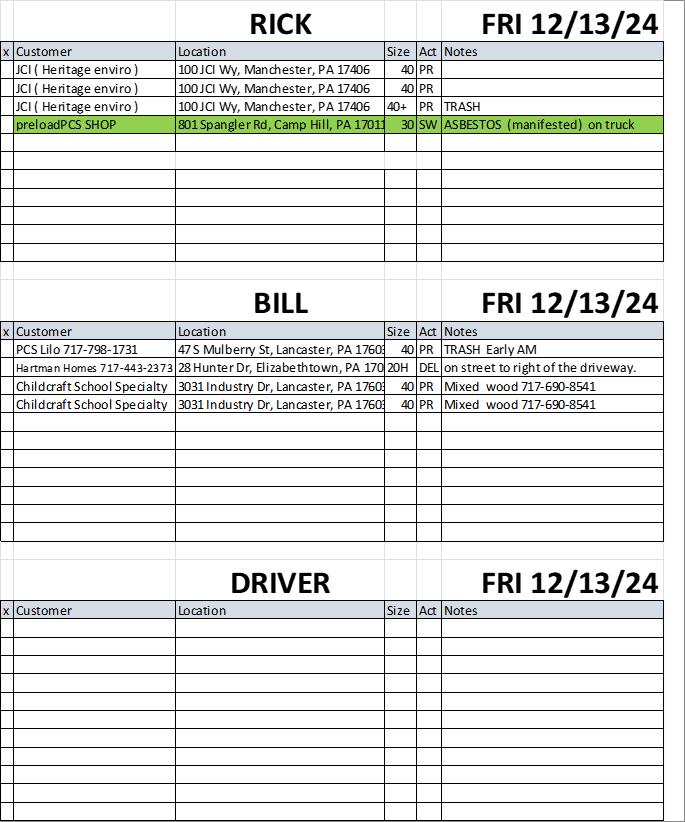 RICK FRI 12/13/24
x Customer Location Size Act Notes
JCI ( Heritage enviro ) 100 JCI Wy, Manchester, PA 17406 40 PR
JCI ( Heritage enviro ) 100 JCI Wy, Manchester, PA 17406 40 PR
JCI ( Heritage enviro ) 100 JCI Wy, Manchester, PA 17406 40+ PR TRASH
preloadPCS SHOP 801 Spangler Rd, Camp Hill, PA 17011 30 SW ASBESTOS (manifested) on truck
BILL FRI 12/13/24
x Customer Location Size Act Notes
PCS Lilo 717-798-1731 47 S Mulberry St, Lancaster, PA 1760 40 PR TRASH Early AM
Hartman Homes 717-443-2373 28 Hunter Dr, Elizabethtown, PA 170 20H DEL on street to right of the driveway.
Childcraft School Specialty 3031 Industry Dr, Lancaster, PA 1760 40 PR Mixed wood 717-690-8541
Childcraft School Specialty 3031 Industry Dr, Lancaster, PA 1760 40 PR Mixed wood 717-690-8541
DRIVER FRI 12/13/24
x Customer Location Size Act Notes